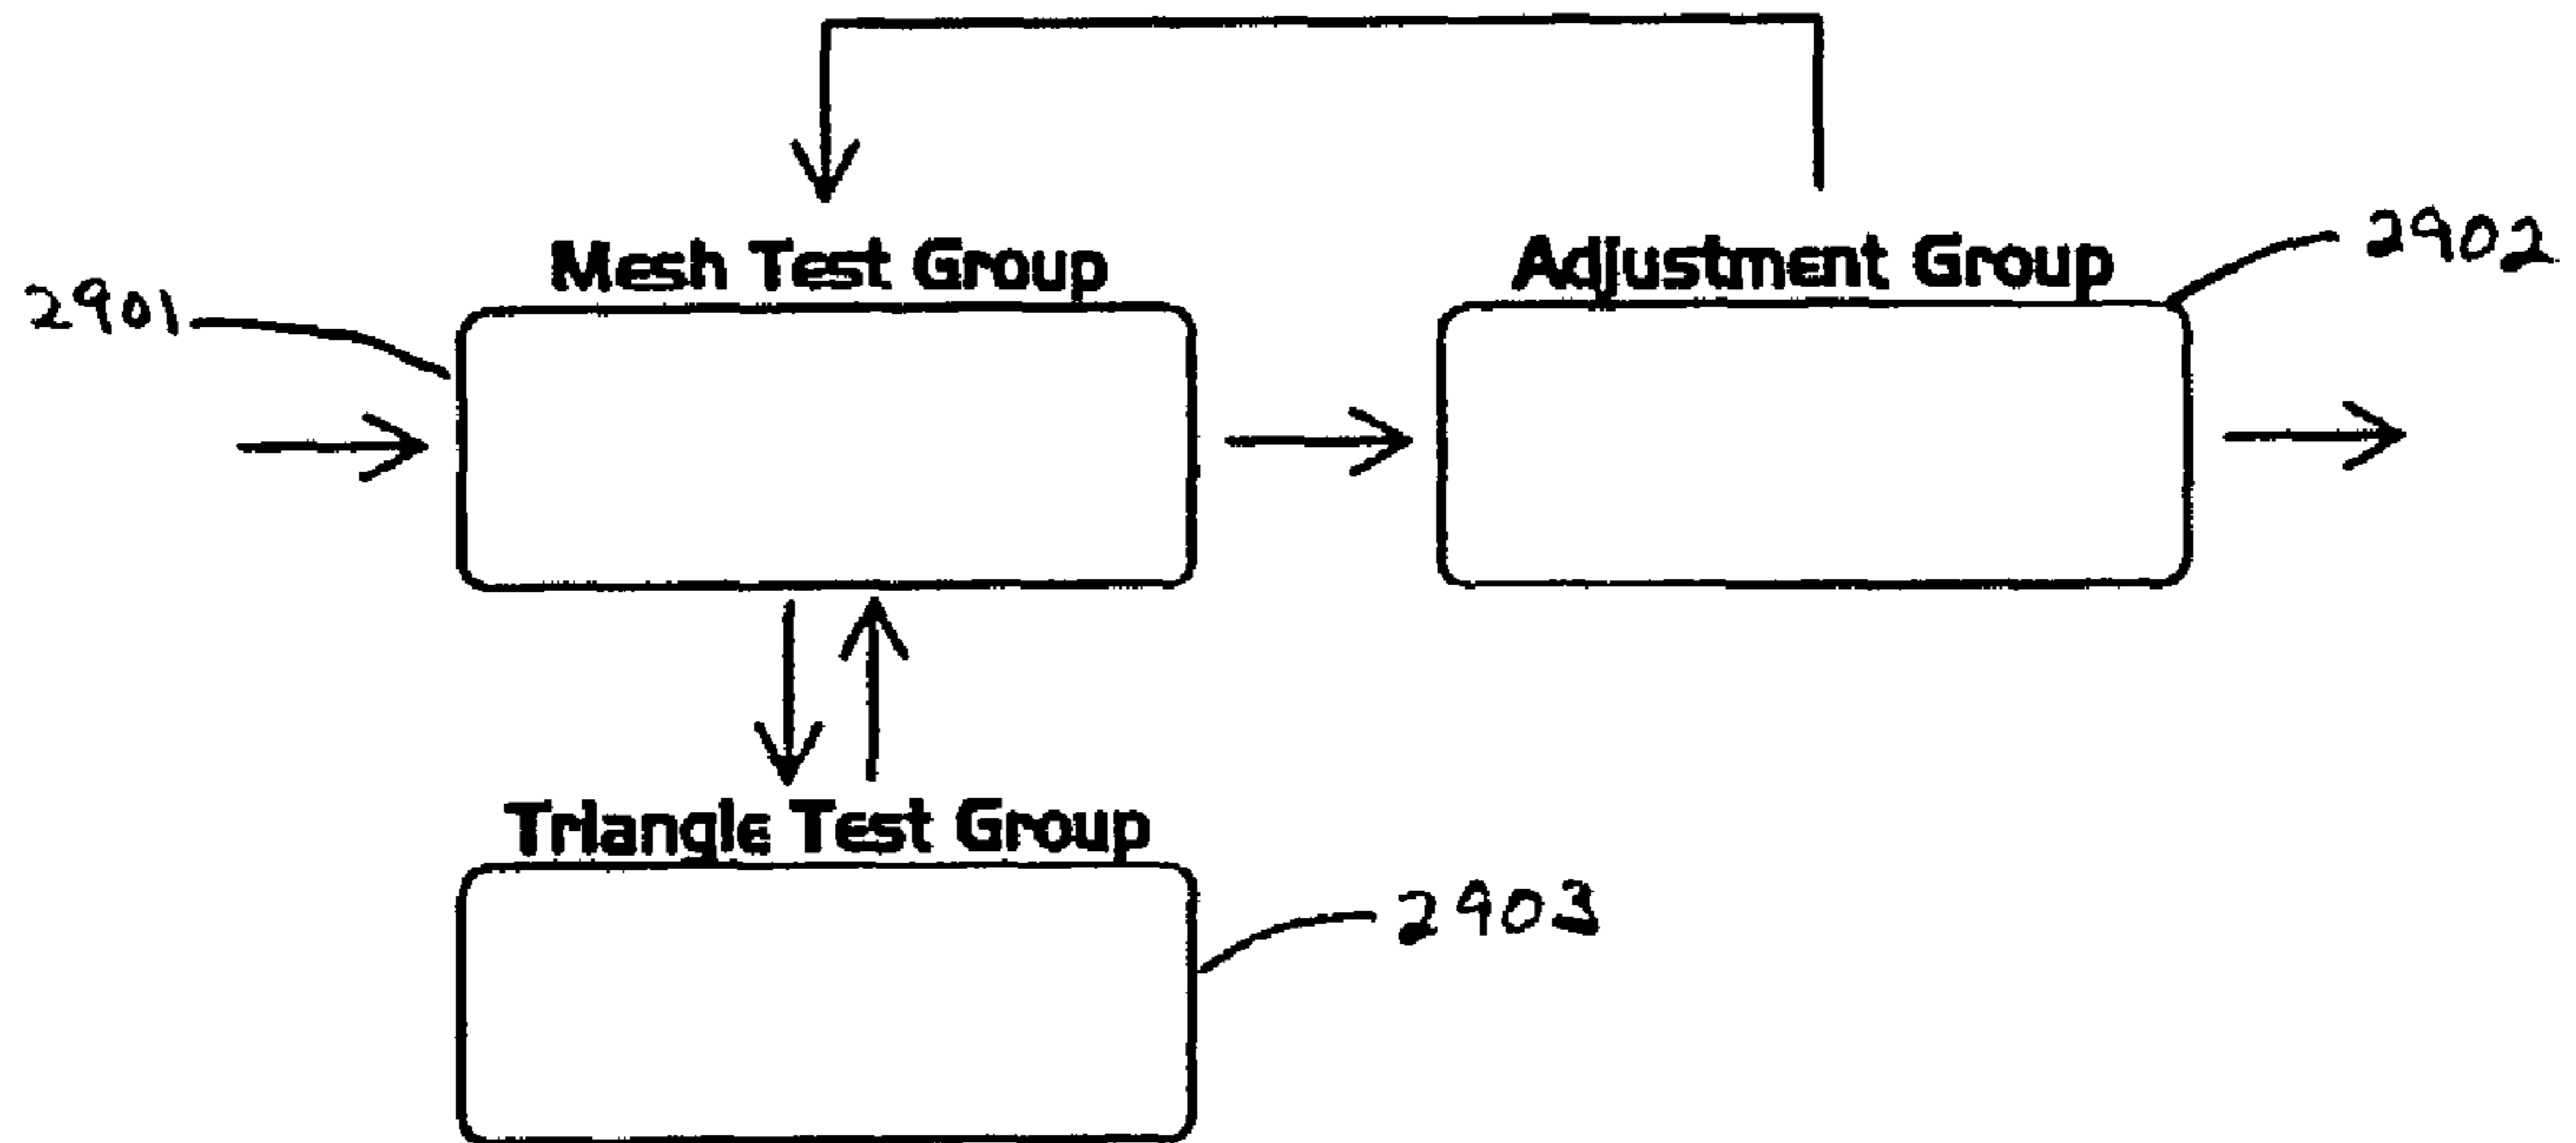 Mesh Test Group
Adjustment Group
2902
2901
Triangle Test Group
2903